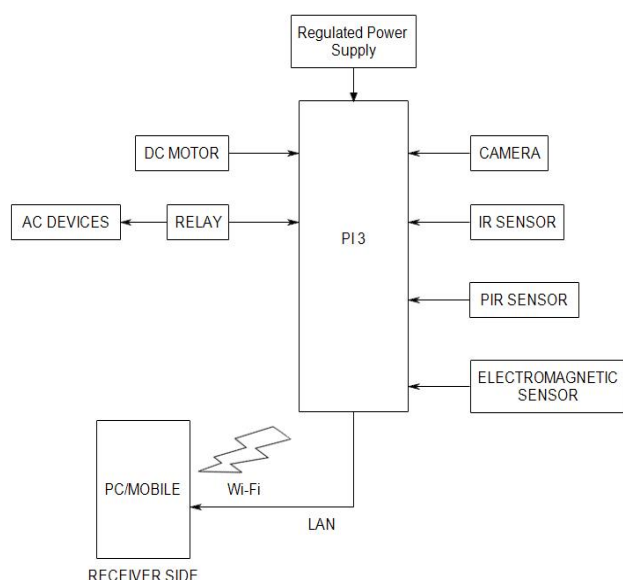 Regulated Power
Supply
DC MOTOR
CAMERA
AC DEVICES
RELAY
PI 3
IR SENSOR
PIR SENSOR
ELECTROMAGNETIC
SENSOR
PC/MOBILE
Wi-Fi
LAN
RECEIVER SIDE